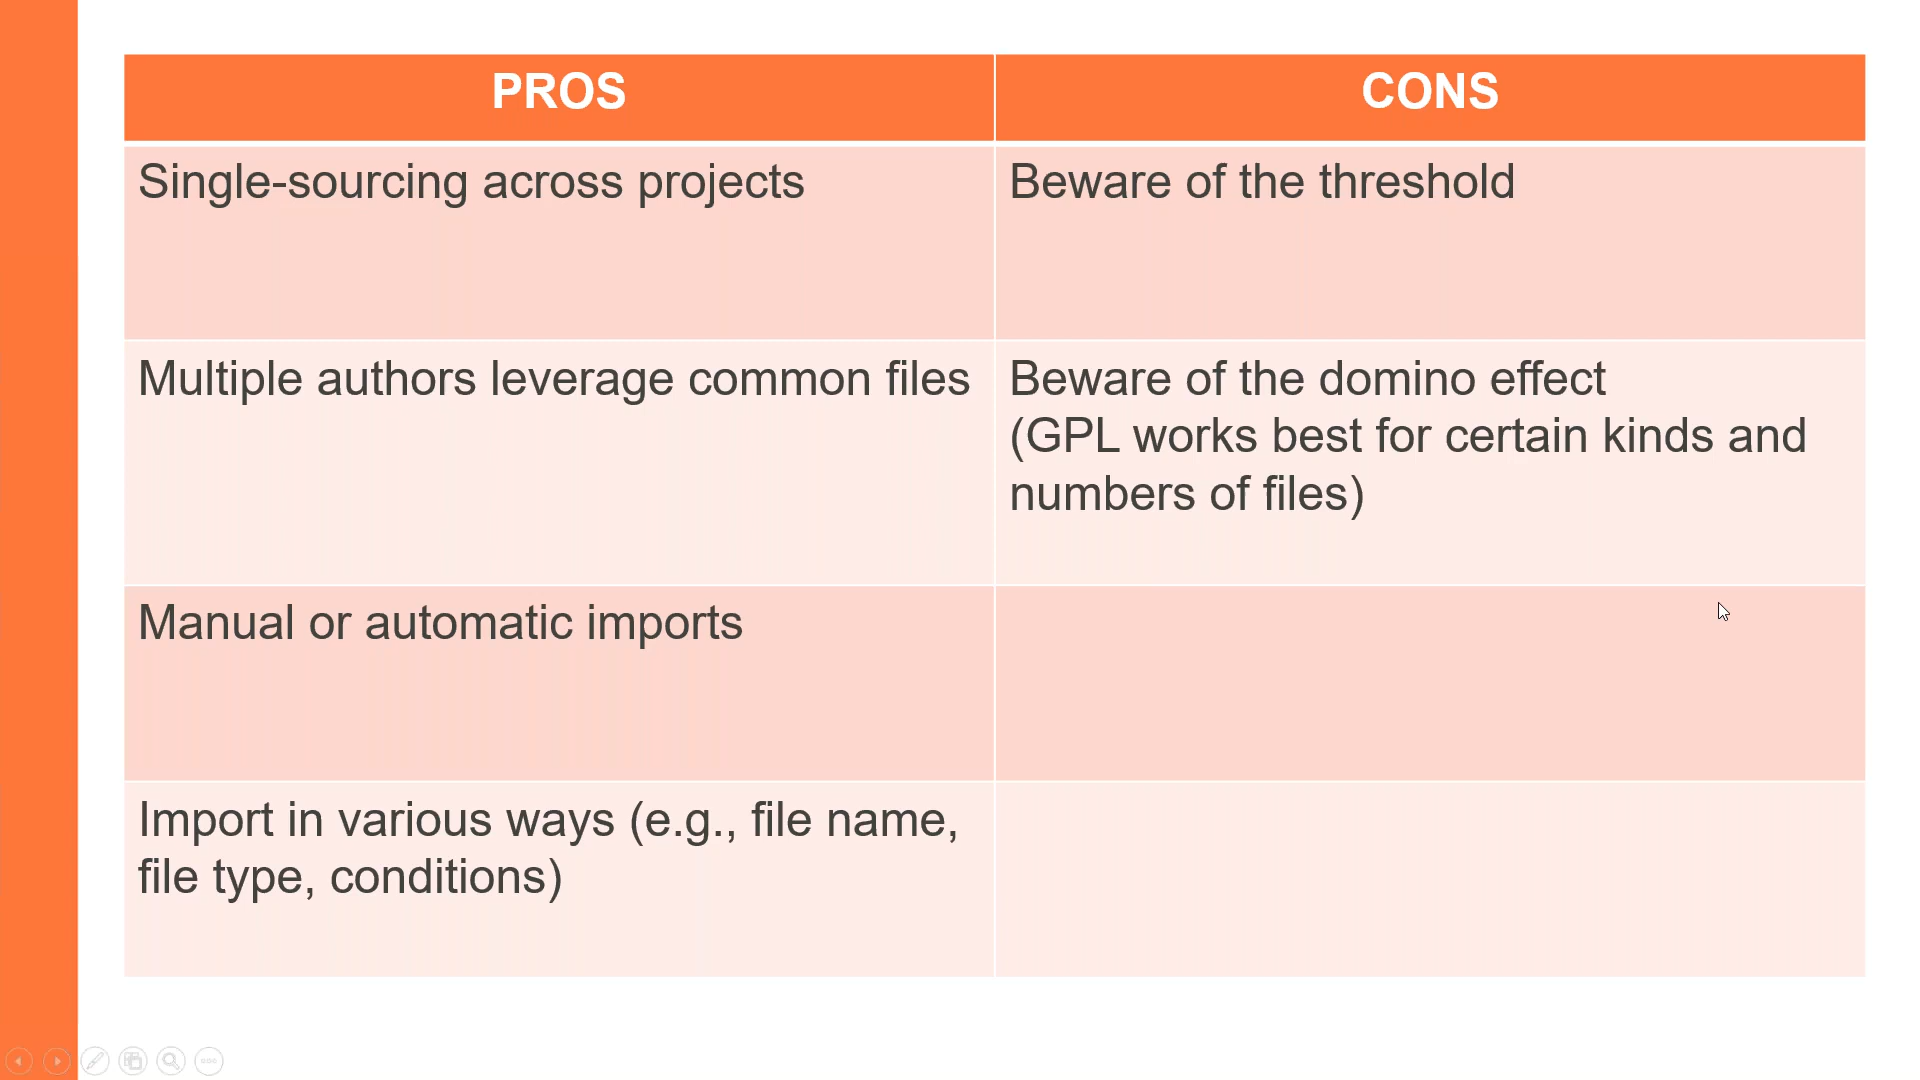 PROS
CONS
Single-sourcing across projects
Beware of the threshold
Multiple authors leverage common files
Beware of the domino effect
(GPL works best for certain kinds and
numbers of files)
Manual or automatic imports
Import in various ways (e.g., file name,
file type, conditions)